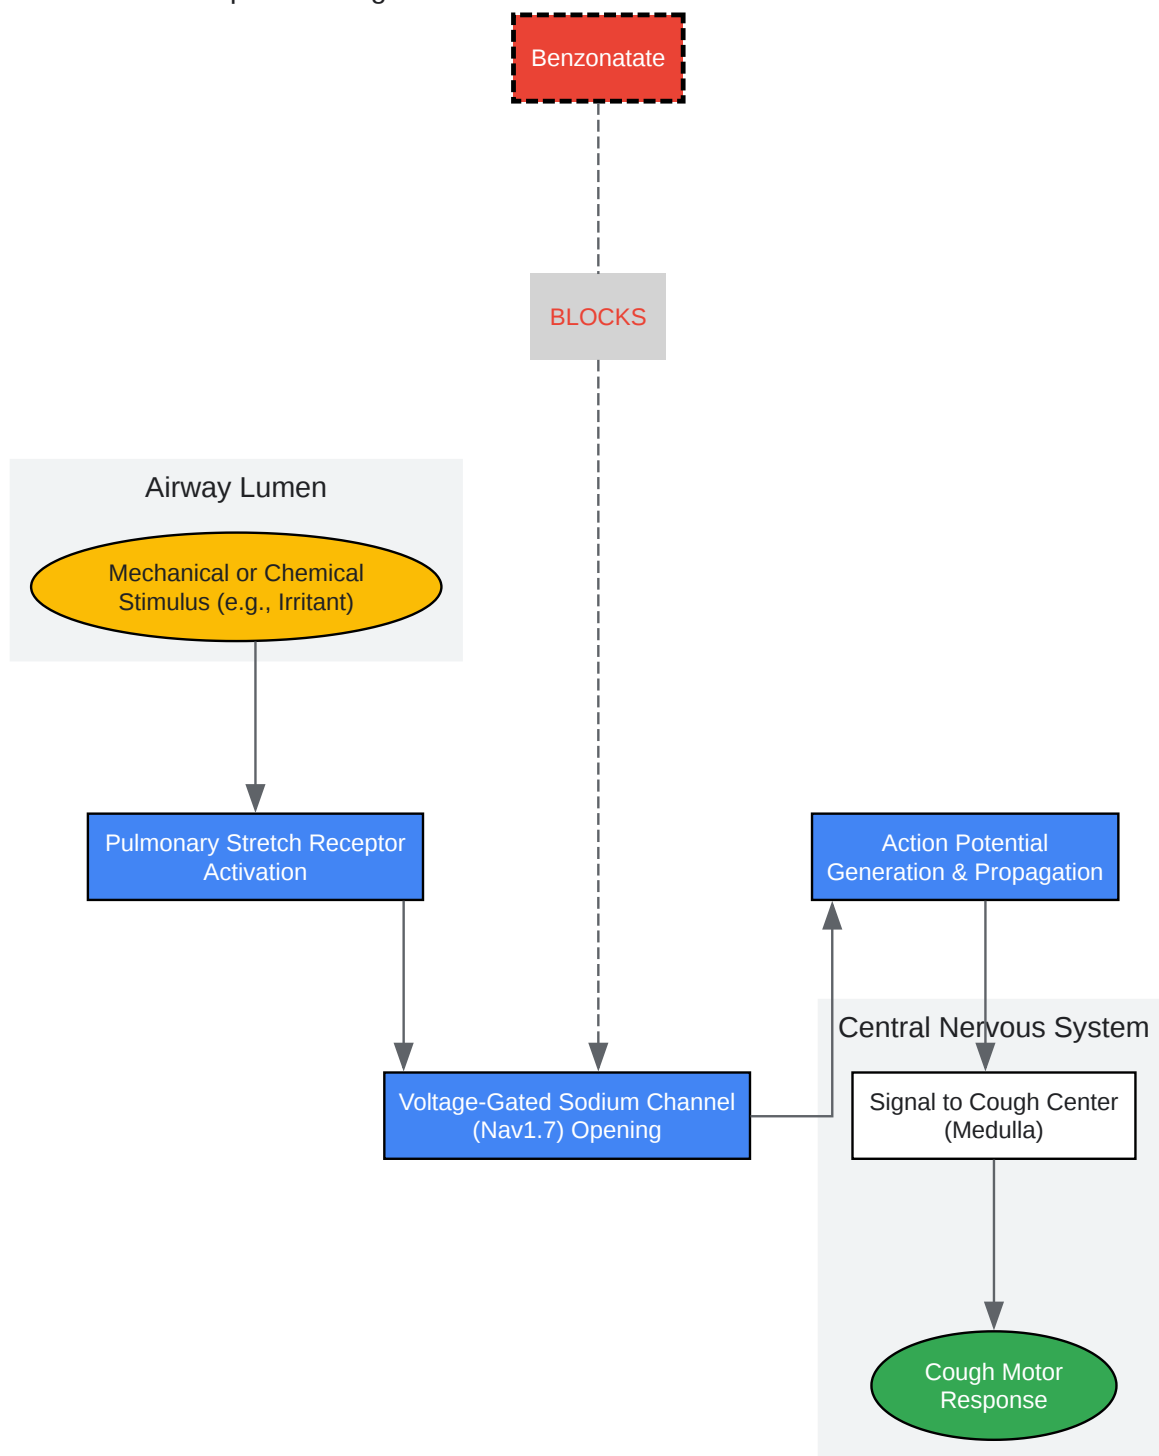 Benzonatate
BLOCKS
Airway Lumen
Mechanical or Chemical
Stimulus (e.g., Irritant)
Pulmonary Stretch Receptor
Activation
Action Potential
Generation & Propagation
Central Nervous System
Voltage-Gated Sodium Channel
(Nav1.7) Opening
Signal to Cough Center
(Medulla)
Cough Motor
Response